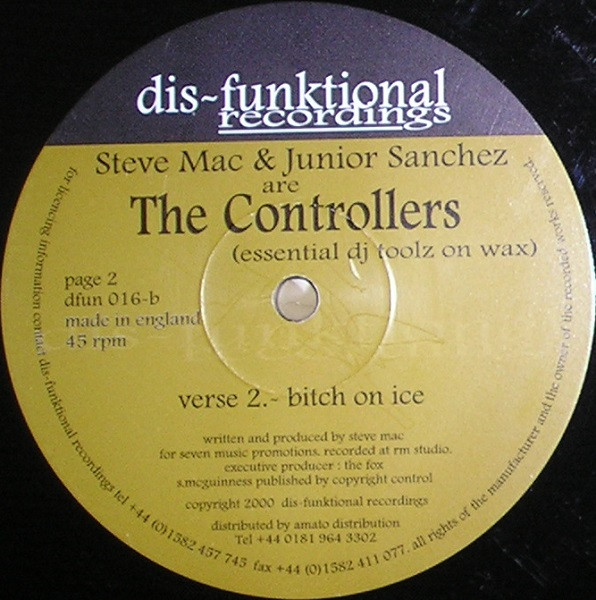 dis~funktional
recordings
Steve Mac & Junior Sanchez
are
The Controllers
(essential dj toolz on wax)
page 2
dfun 016-b
made in england
45 rpm
verse 2.~ bitch on ice
written and produced by steve mac
for seven music promotions. recorded at rm studio.
executive producer : the fox
s.mcguinness published by copyright control
copyright 2000 dis-funktional recordings
distributed by amato distribution
Tel +44 0181 964 3302
for licencing information contact dis-funktional recordings tel +44 (0)1582 457 745 fax +44 (0)1582 411 077. all rights of the manufacturer and the owner of the recorded works reserved.